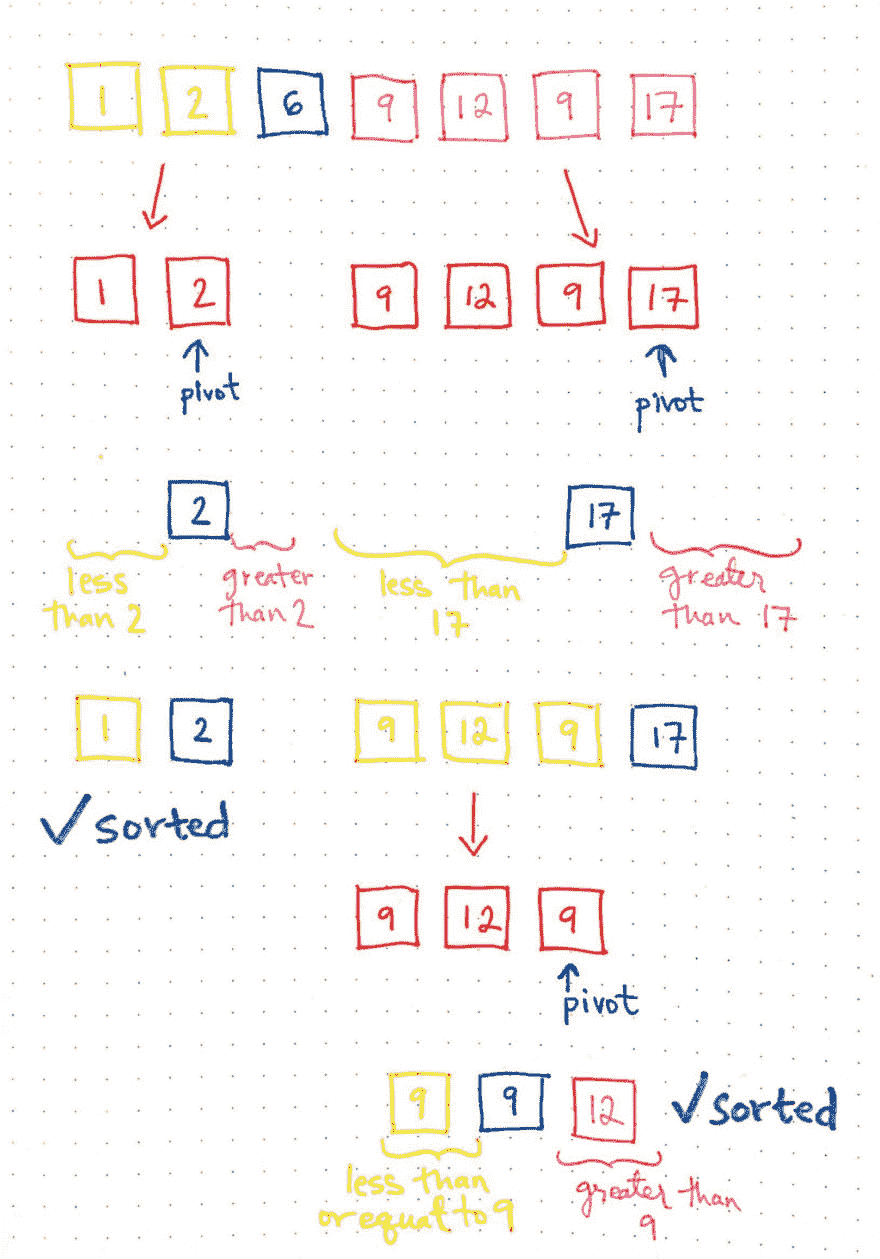 1 2 6 9 12 9 17
1 2 9 12 9 17
pivot pivot
2 17
less greater less than greater
than 2 than 2 17 than 17
1 2 9 12 9 17
✓ sorted
9 12 9
pivot
9 9 12 ✓ sorted
less than greater than
or equal to 9 9